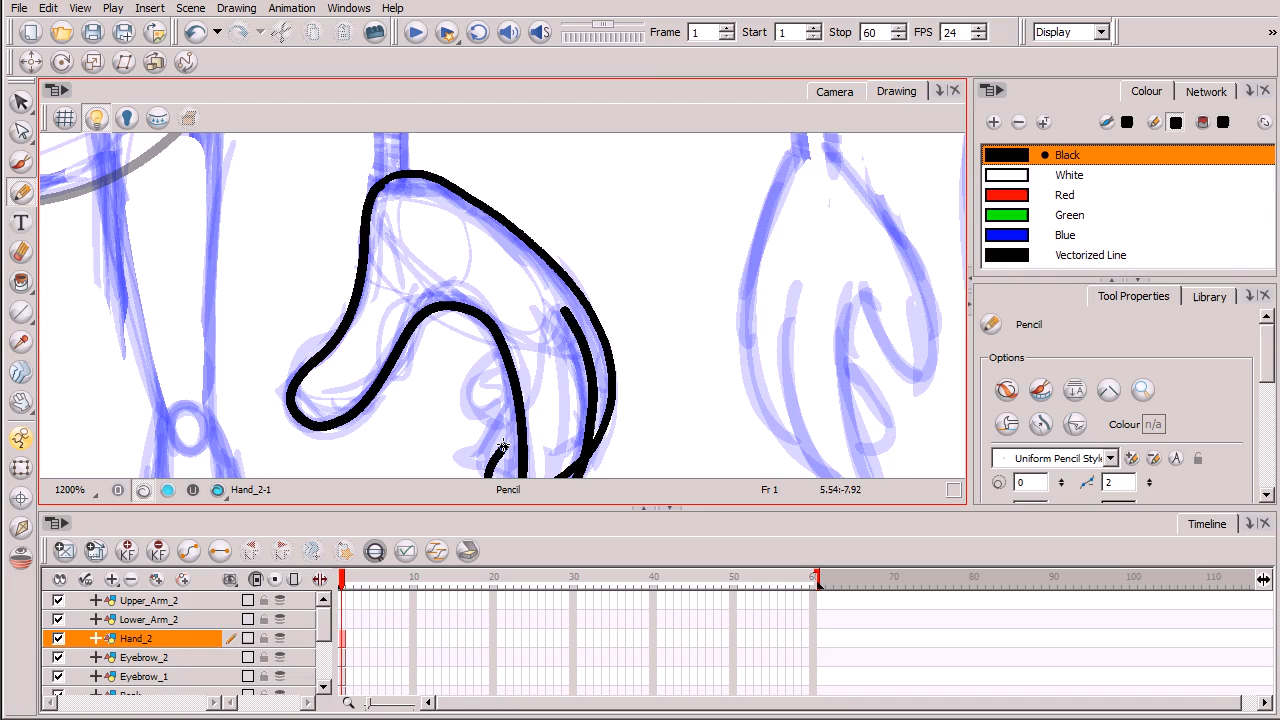 File Edit View Play Insert Scene Drawing Animation Windows Help
Frame 1 Start 1 Stop 60 FPS 24 Display »
Camera Drawing
Colour Network
Black
White
Red
Green
Blue
Vectorized Line
Tool Properties Library
Pencil
Options
Colour n/a
Uniform Pencil Style
0 2
1200% Hand_2-1 Pencil Fr 1 5.54:-7.92
Timeline
10 20 30 40 50 60 70 80 90 100 110
Upper_Arm_2
Lower_Arm_2
Hand_2
Eyebrow_2
Eyebrow_1